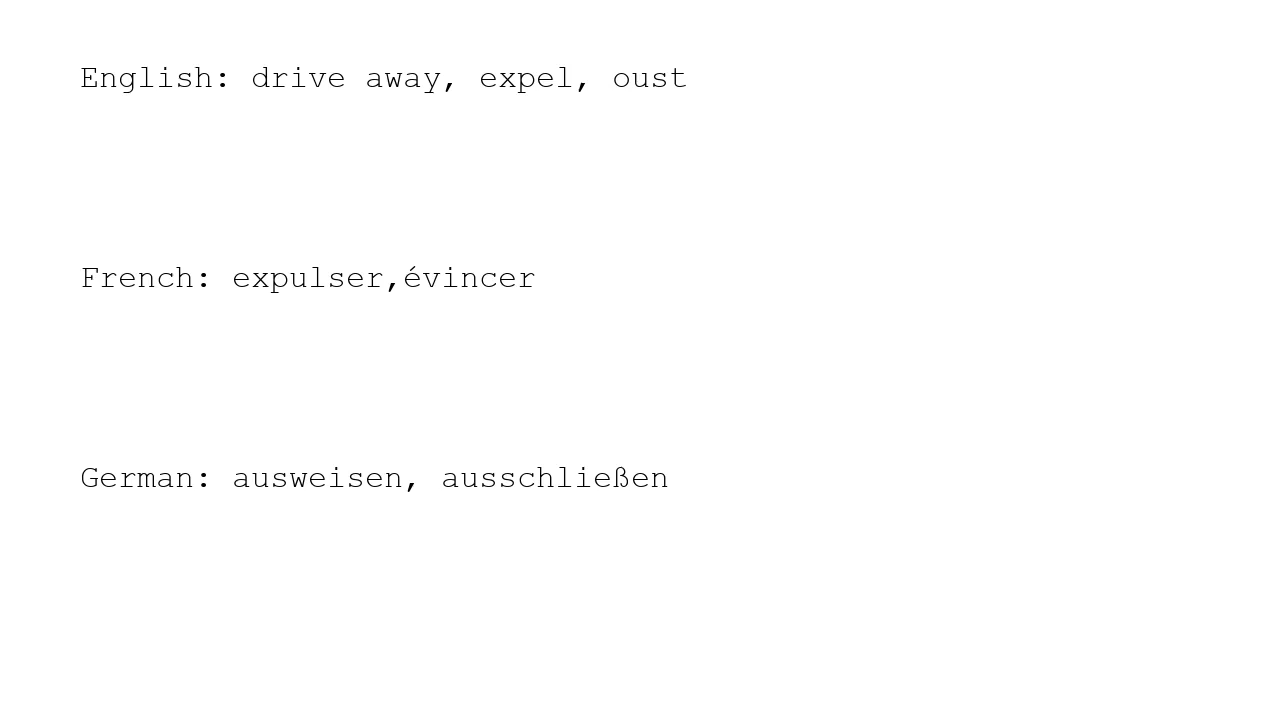 English: drive away, expel, oust
French: expulser,évincer
German: ausweisen, ausschließen